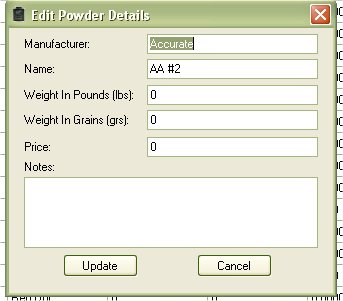 Edit Powder Details
Manufacturer: Accurate
Name: AA #2
Weight In Pounds (lbs): 0
Weight In Grains (grs): 0
Price: 0
Notes:
Update Cancel